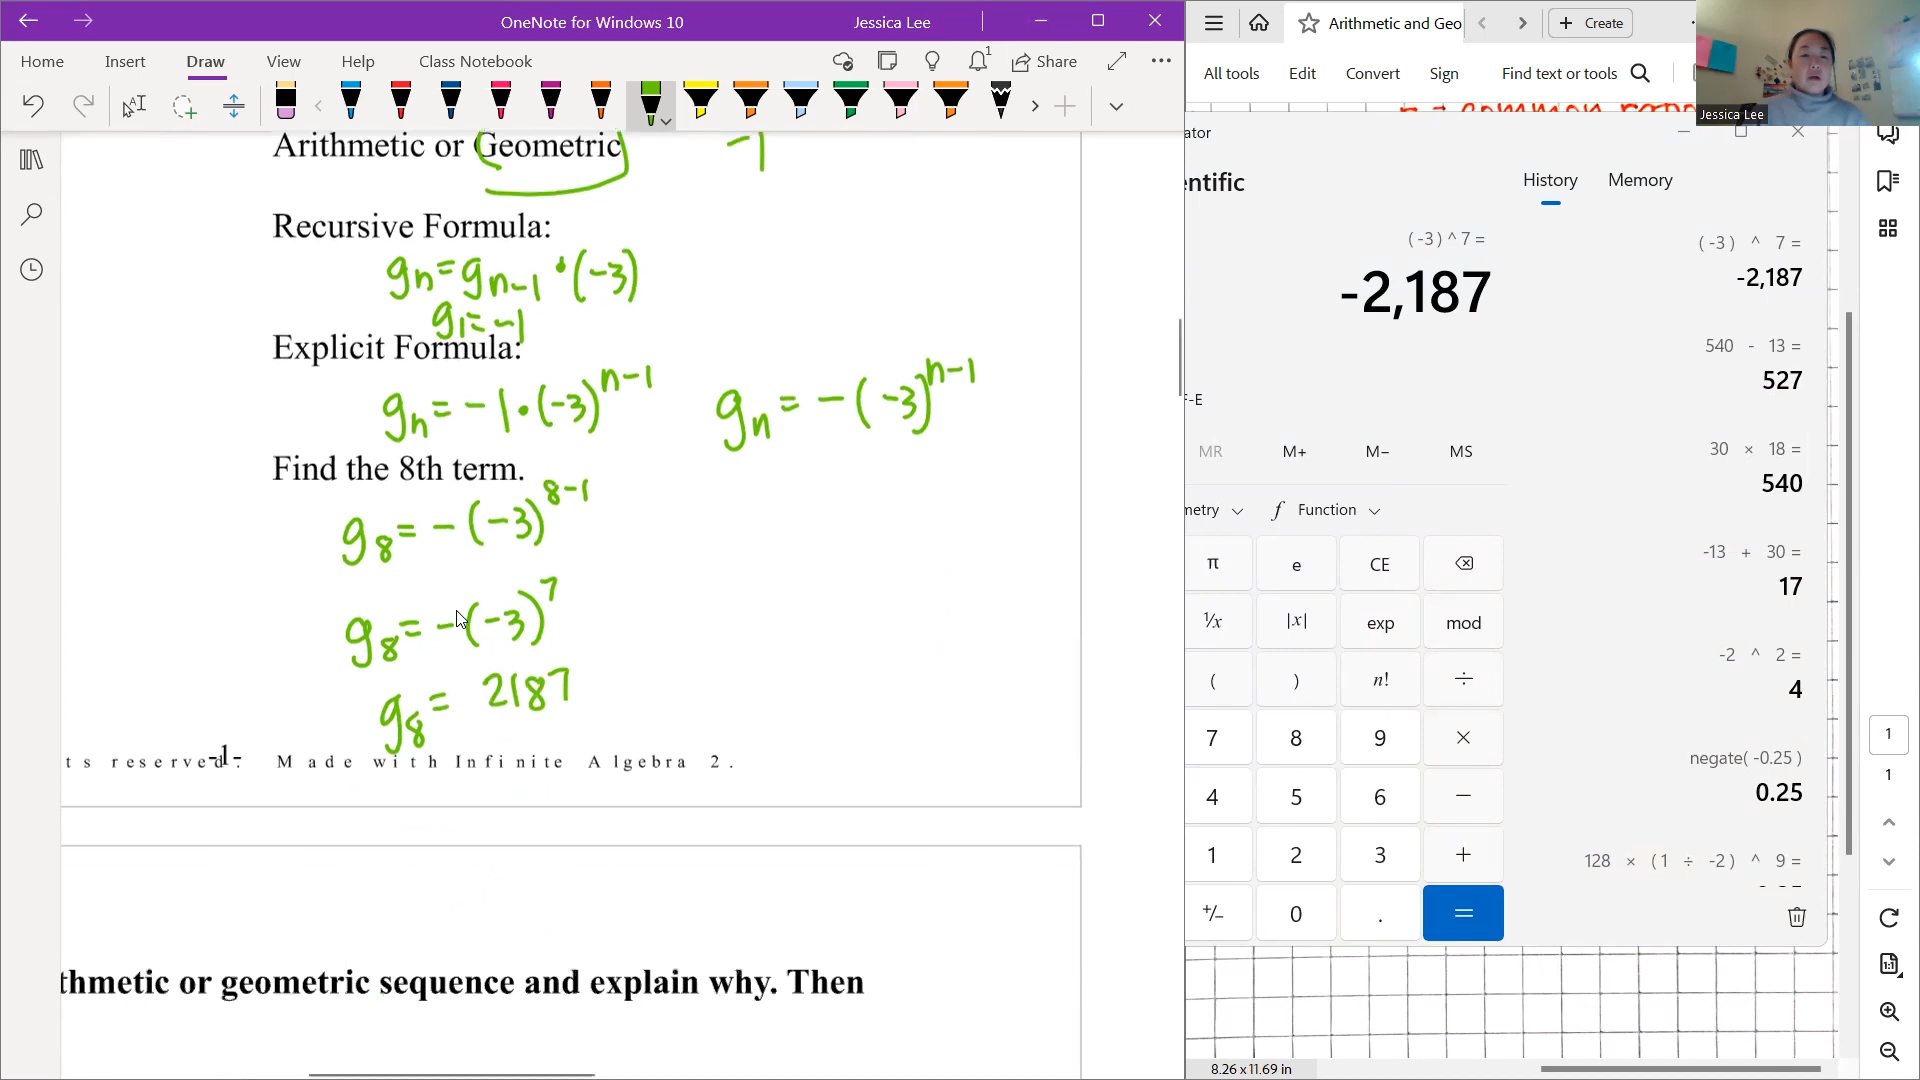 OneNote for Windows 10
Jessica Lee
Home
Insert
Draw
View
Help
Class Notebook
1
Share
Arithmetic or Geometric
-1
Recursive Formula:
gₙ = gₙ₋₁ • (-3)
g₁ = -1
Explicit Formula:
gₙ = -1 • (-3)ⁿ⁻¹
gₙ = -(-3)ⁿ⁻¹
Find the 8th term.
g₈ = -(-3)⁸⁻¹
g₈ = -(-3)⁷
g₈ = 2187
-1-
ts reserved. Made with Infinite Algebra 2.
thmetic or geometric sequence and explain why. Then
Arithmetic and Geo
Create
All tools
Edit
Convert
Sign
Find text or tools
Jessica Lee
ator
entific
History
Memory
(-3) ^ 7 =
-2,187
F-E
MR
M+
M−
MS
metry
f Function
π
e
CE
¹/x
|x|
exp
mod
(
)
n!
÷
7
8
9
×
4
5
6
−
1
2
3
+
+/−
0
.
=
(-3) ^ 7 =
-2,187
540 - 13 =
527
30 × 18 =
540
-13 + 30 =
17
-2 ^ 2 =
4
negate( -0.25 )
0.25
128 × (1 ÷ -2) ^ 9 =
1
1
8.26 x 11.69 in